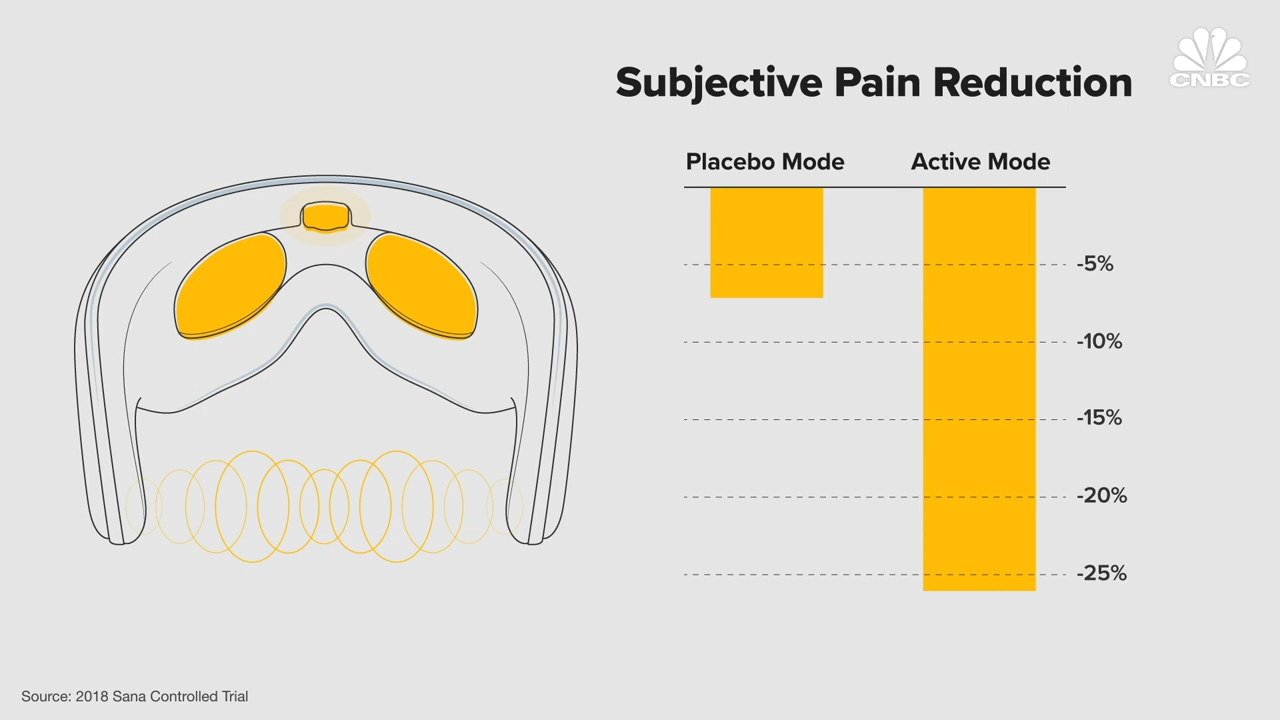 CNBC
Subjective Pain Reduction
Placebo Mode
Active Mode
-5%
-10%
-15%
-20%
-25%
Source: 2018 Sana Controlled Trial